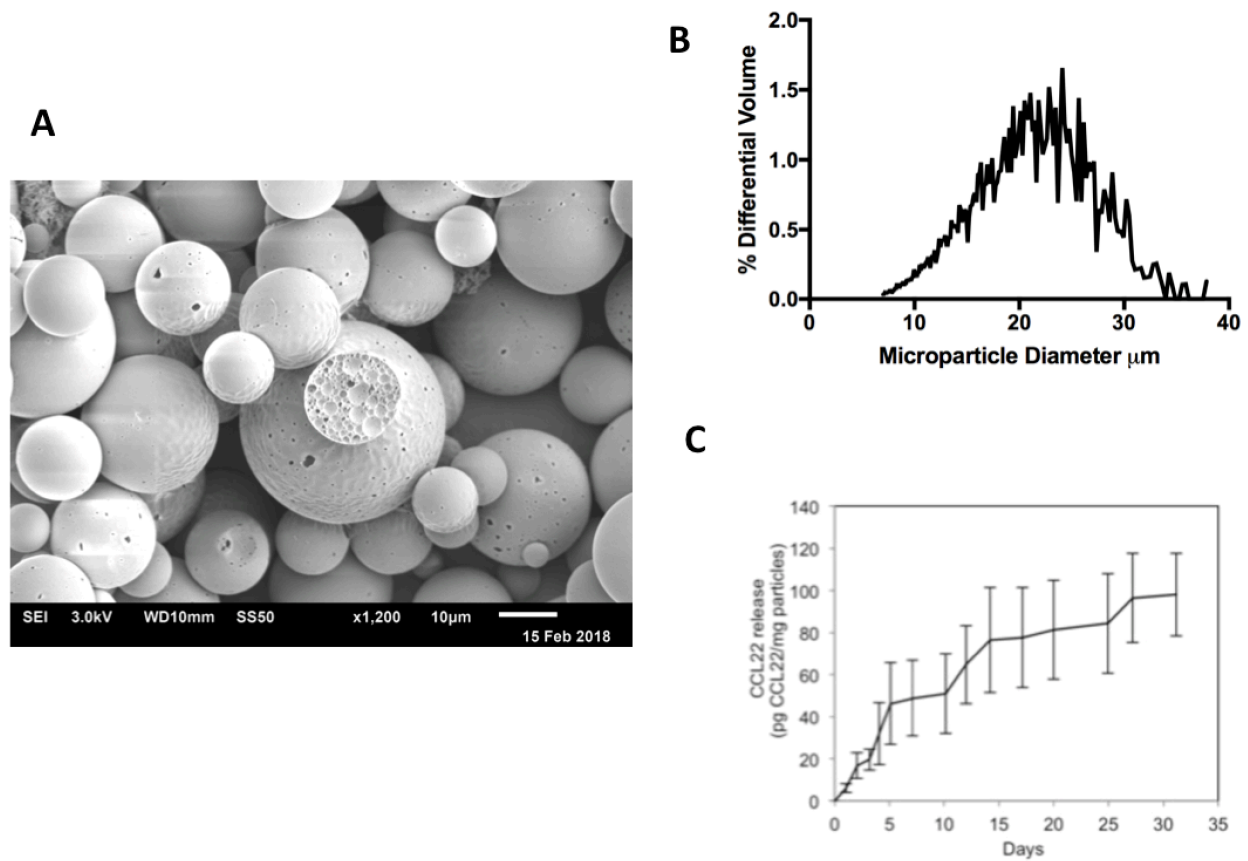 A
SEI 3.0kV WD10mm SS50 x1,200 10µm
15 Feb 2018
B
% Differential Volume
2.0
1.5
1.0
0.5
0.0
0 10 20 30 40
Microparticle Diameter μm
C
CCL22 release
(pg CCL22/mg particles)
140
120
100
80
60
40
20
0
0 5 10 15 20 25 30 35
Days